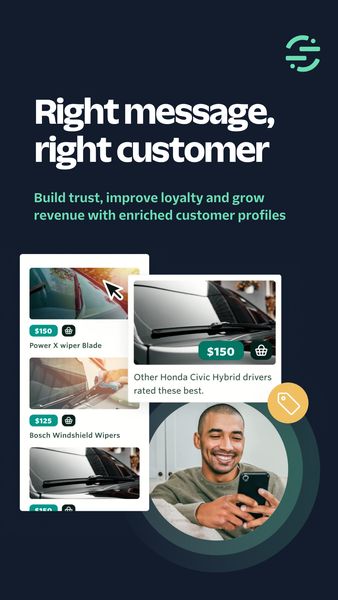 Right message,
right customer
Build trust, improve loyalty and grow
revenue with enriched customer profiles
$150
Power X wiper Blade
$125
Bosch Windshield Wipers
$150
$150
Other Honda Civic Hybrid drivers
rated these best.